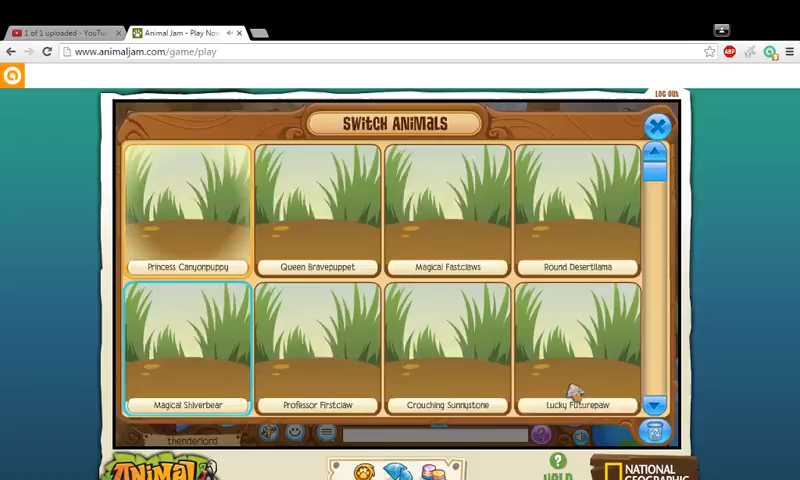 1 of 1 uploaded - YouTu
Animal Jam - Play Now
www.animaljam.com/game/play
ABP
LOG OUT
SWITCH ANIMALS
Princess Canyonpuppy
Queen Bravepuppet
Magical Fastclaws
Round Desertllama
Magical Shiverbear
Professor Firstclaw
Crouching Sunnystone
Lucky Futurepaw
thenderlord
ANIMAL
?
HELP
NATIONAL
GEOGRAPHIC